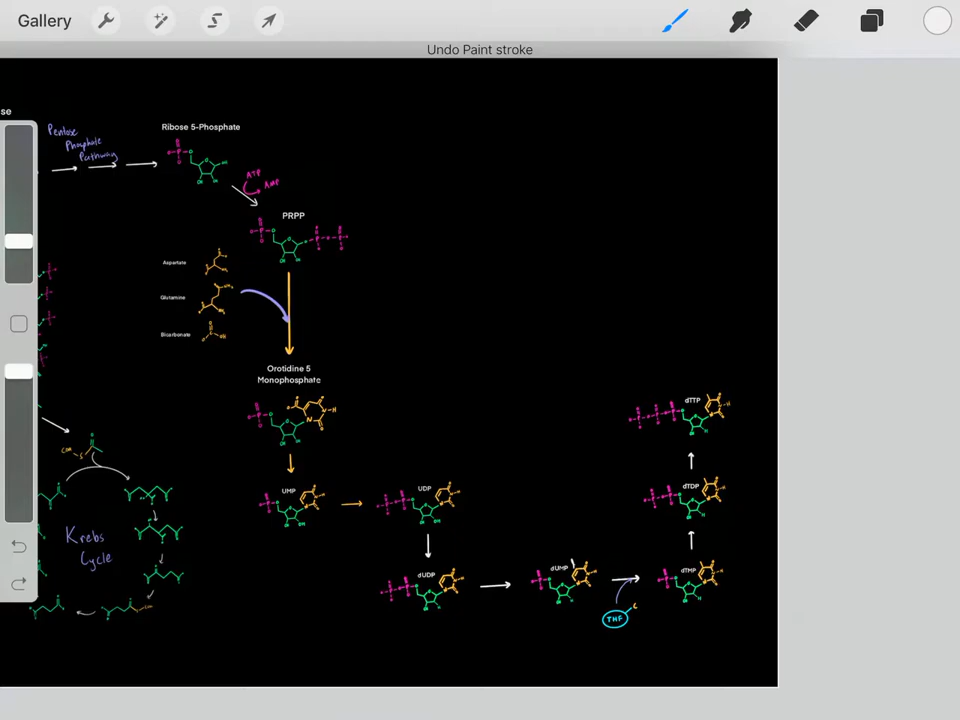 Gallery
Undo Paint stroke
se
Pentose
Phosphate
Pathway
Ribose 5-Phosphate
ATP
AMP
PRPP
Aspartate
Glutamine
Bicarbonate
Orotidine 5
Monophosphate
UMP
UDP
dUDP
dUMP
THF
C
dTMP
dTDP
dTTP
Krebs
Cycle